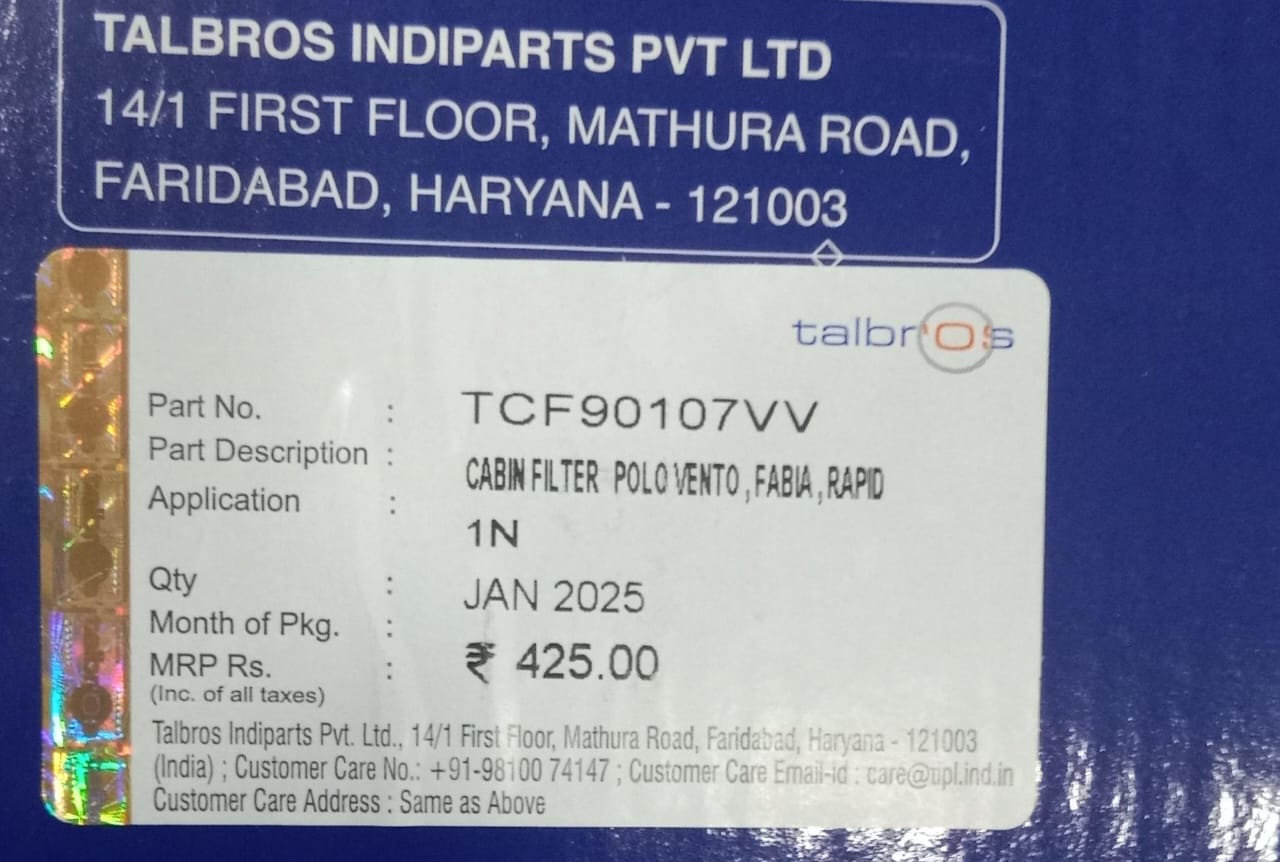 TALBROS INDIPARTS PVT LTD
14/1 FIRST FLOOR, MATHURA ROAD,
FARIDABAD, HARYANA - 121003
talbros
Part No. : TCF90107VV
Part Description : CABIN FILTER POLO VENTO , FABIA , RAPID
Application :
1N
Qty : JAN 2025
Month of Pkg. :
MRP Rs. : ₹ 425.00
(Inc. of all taxes)
Talbros Indiparts Pvt. Ltd., 14/1 First Floor, Mathura Road, Faridabad, Haryana - 121003
(India) ; Customer Care No.: +91-98100 74147 ; Customer Care Email-id : care@tipl.ind.in
Customer Care Address : Same as Above